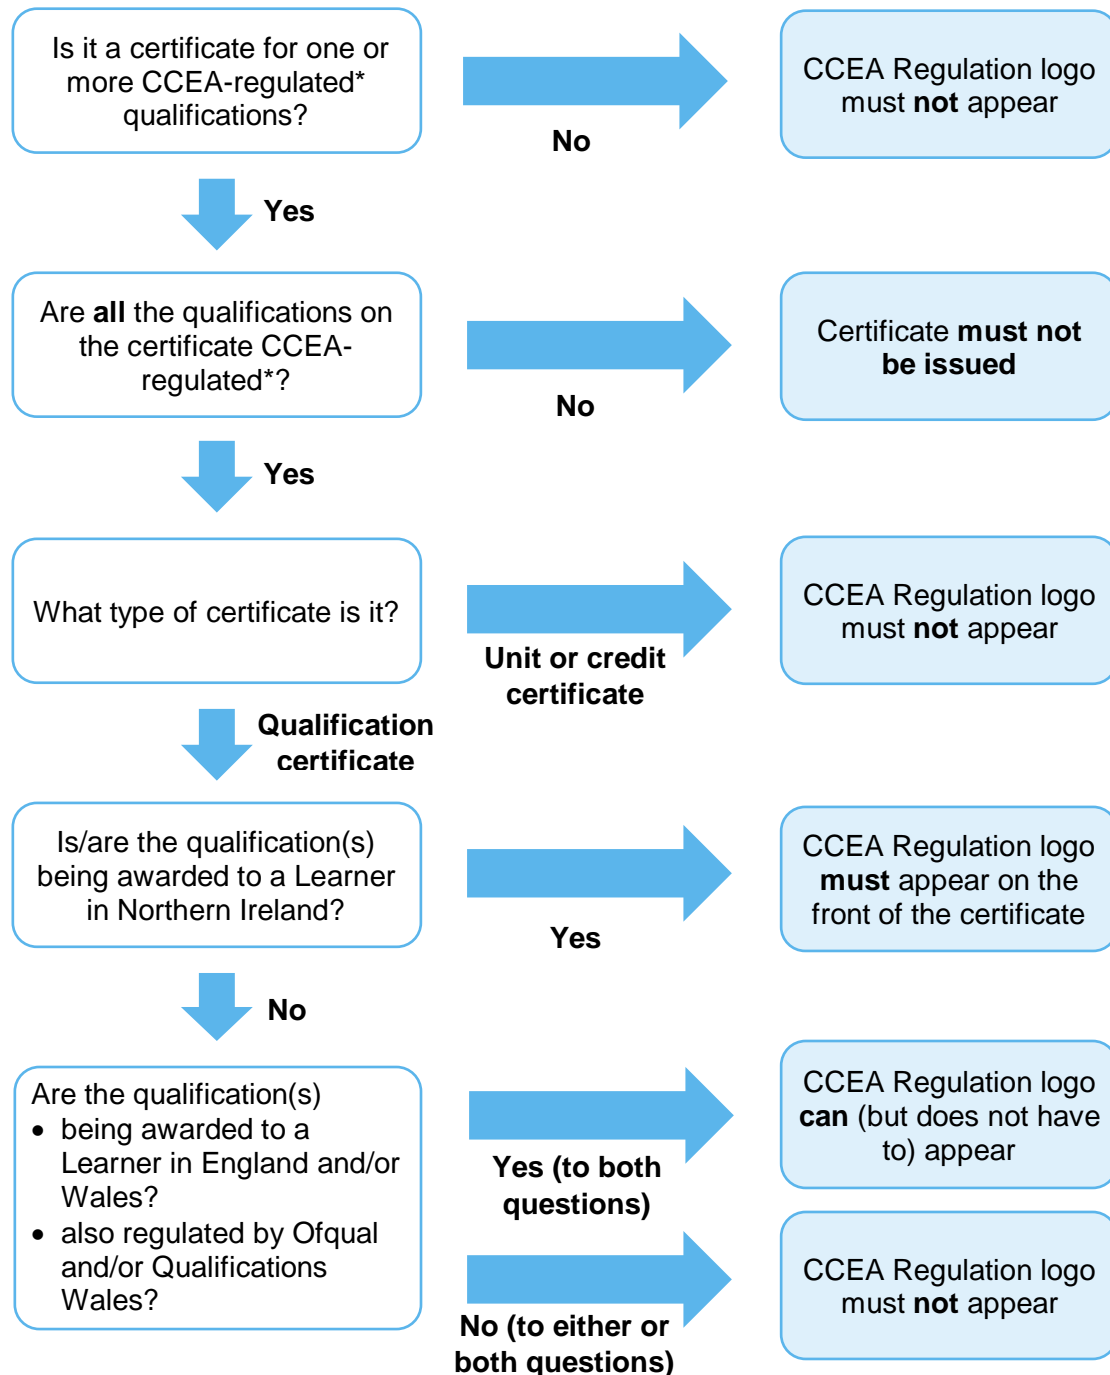 Is it a certificate for one or
more CCEA-regulated*
qualifications?
No
CCEA Regulation logo
must not appear
Yes
Are all the qualifications on
the certificate CCEA-
regulated*?
No
Certificate must not
be issued
Yes
What type of certificate is it?
Unit or credit
certificate
CCEA Regulation logo
must not appear
Qualification
certificate
Is/are the qualification(s)
being awarded to a Learner
in Northern Ireland?
Yes
CCEA Regulation logo
must appear on the
front of the certificate
No
Are the qualification(s)
• being awarded to a
Learner in England and/or
Wales?
• also regulated by Ofqual
and/or Qualifications
Wales?
Yes (to both
questions)
CCEA Regulation logo
can (but does not have
to) appear
No (to either or
both questions)
CCEA Regulation logo
must not appear